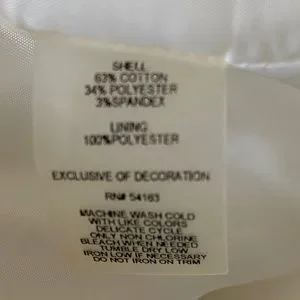 SHELL
63% COTTON
34% POLYESTER
3%SPANDEX
LINING
100%POLYESTER
EXCLUSIVE OF DECORATION
RN# 54163
MACHINE WASH COLD
WITH LIKE COLORS
DELICATE CYCLE
ONLY NON CHLORINE
BLEACH WHEN NEEDED
TUMBLE DRY LOW
IRON LOW IF NECESSARY
DO NOT IRON ON TRIM